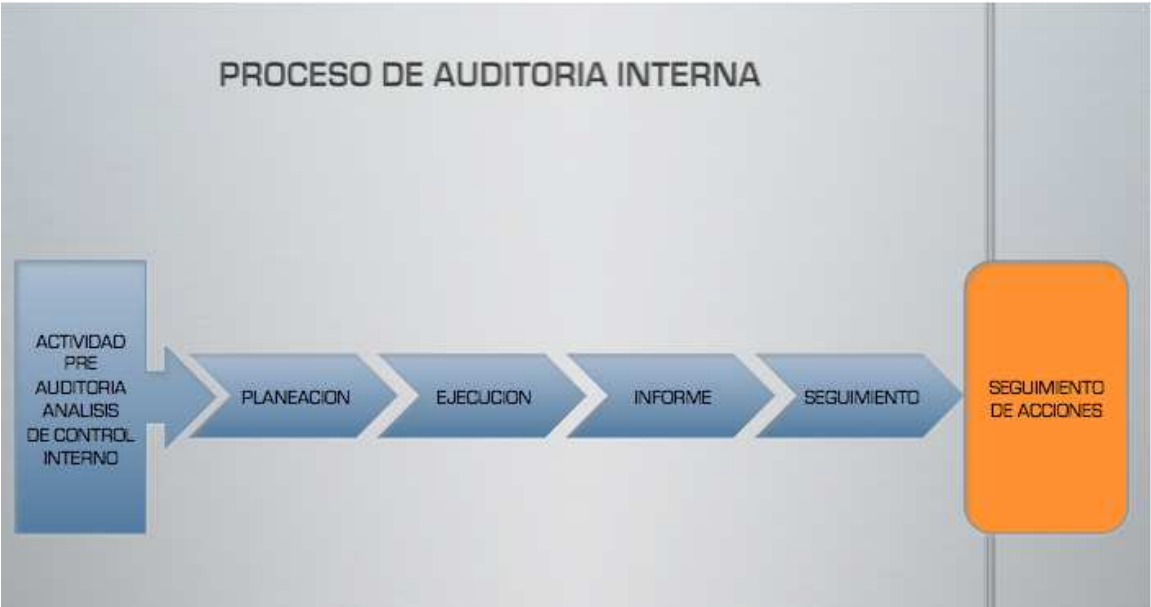 PROCESO DE AUDITORIA INTERNA
ACTIVIDAD
PRE
AUDITORIA
ANALISIS
DE CONTROL
INTERNO
PLANEACION
EJECUCION
INFORME
SEGUIMIENTO
SEGUIMIENTO
DE ACCIONES